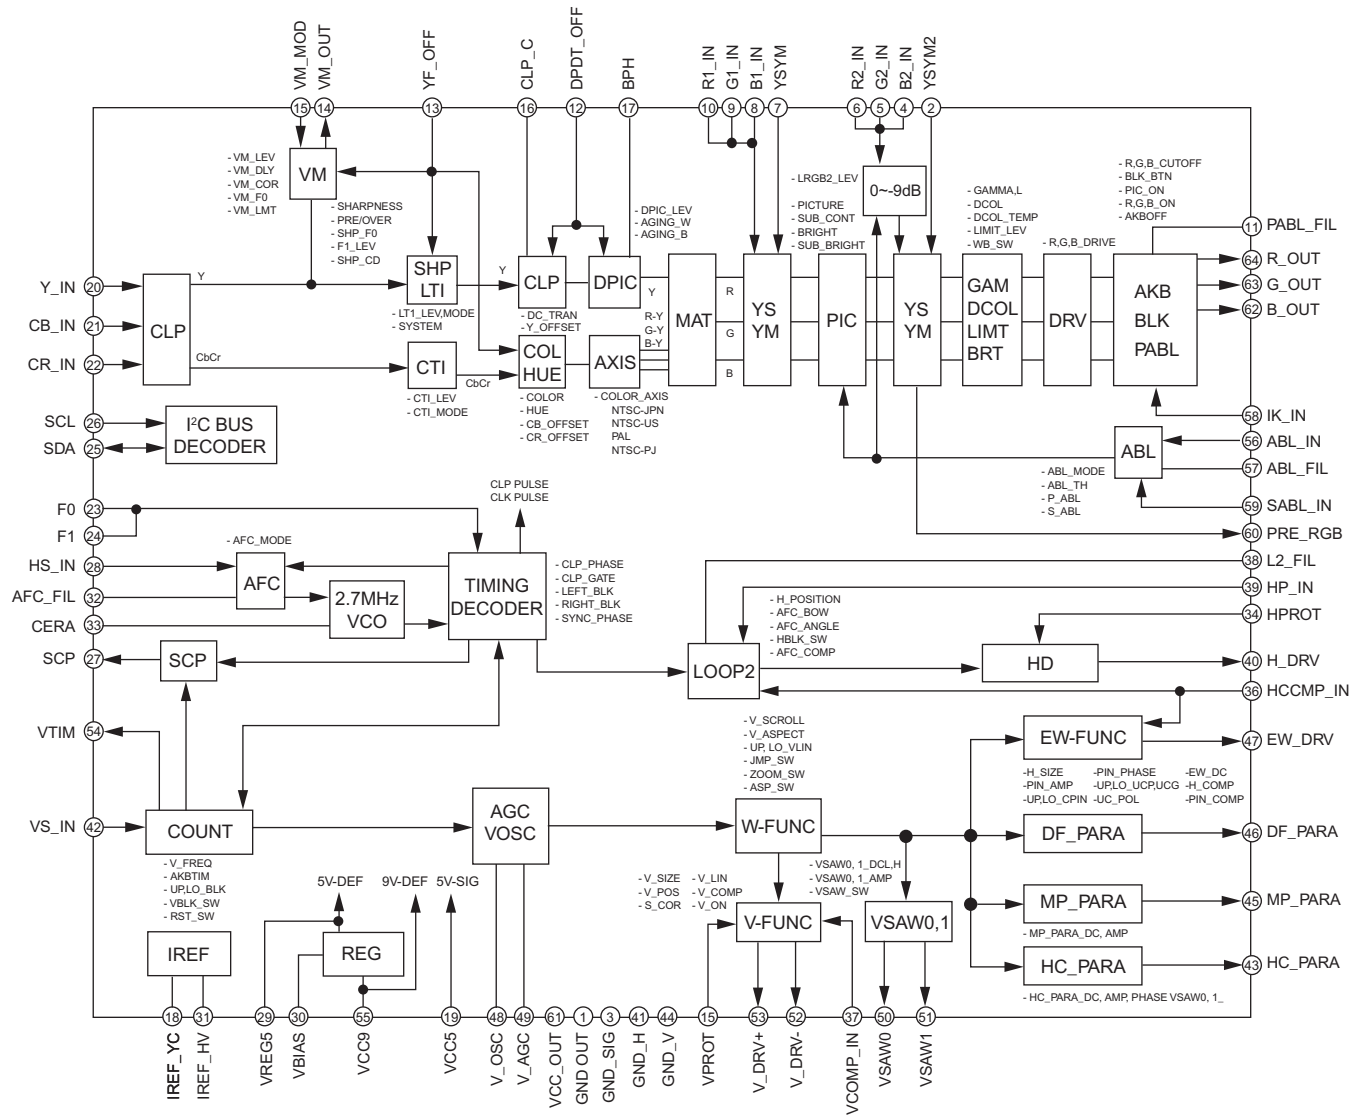 VM_MOD
VM_OUT
YF_OFF
CLP_C
DPDT_OFF
BPH
R1_IN
G1_IN
B1_IN
YSYM
R2_IN
G2_IN
B2_IN
YSYM2
15
14
13
16
12
17
10
9
8
7
6
5
4
2
- VM_LEV
- VM_DLY
- VM_COR
- VM_F0
- VM_LMT
VM
- SHARPNESS
- PRE/OVER
- SHP_F0
- F1_LEV
- SHP_CD
- DPIC_LEV
- AGING_W
- AGING_B
- LRGB2_LEV
0~-9dB
- PICTURE
- SUB_CONT
- BRIGHT
- SUB_BRIGHT
- GAMMA,L
- DCOL
- DCOL_TEMP
- LIMIT_LEV
- WB_SW
- R,G,B_DRIVE
- R,G,B_CUTOFF
- BLK_BTN
- PIC_ON
- R,G,B_ON
- AKBOFF
11 PABL_FIL
64 R_OUT
63 G_OUT
62 B_OUT
Y_IN 20
CB_IN 21
CR_IN 22
CLP
Y
CbCr
SHP
LTI
- LT1_LEV,MODE
- SYSTEM
CTI
- CTI_LEV
- CTI_MODE
Y
CbCr
CLP
- DC_TRAN
- Y_OFFSET
DPIC
COL
HUE
- COLOR
- HUE
- CB_OFFSET
- CR_OFFSET
AXIS
- COLOR_AXIS
NTSC-JPN
NTSC-US
PAL
NTSC-PJ
Y
R-Y
G-Y
B-Y
MAT
R
G
B
YS
YM
PIC
YS
YM
GAM
DCOL
LIMT
BRT
DRV
AKB
BLK
PABL
SCL 26
SDA 25
I²C BUS
DECODER
58 IK_IN
56 ABL_IN
57 ABL_FIL
59 SABL_IN
60 PRE_RGB
ABL
- ABL_MODE
- ABL_TH
- P_ABL
- S_ABL
F0 23
F1 24
HS_IN 28
AFC_FIL 32
CERA 33
SCP 27
VTIM 54
VS_IN 42
CLP PULSE
CLK PULSE
- AFC_MODE
AFC
2.7MHz
VCO
TIMING
DECODER
- CLP_PHASE
- CLP_GATE
- LEFT_BLK
- RIGHT_BLK
- SYNC_PHASE
SCP
38 L2_FIL
39 HP_IN
34 HPROT
40 H_DRV
36 HCCMP_IN
47 EW_DRV
46 DF_PARA
45 MP_PARA
43 HC_PARA
- H_POSITION
- AFC_BOW
- AFC_ANGLE
- HBLK_SW
- AFC_COMP
LOOP2
HD
- V_SCROLL
- V_ASPECT
- UP, LO_VLIN
- JMP_SW
- ZOOM_SW
- ASP_SW
EW-FUNC
-H_SIZE -PIN_PHASE -EW_DC
-PIN_AMP -UP,LO_UCP,UCG -H_COMP
-UP,LO_CPIN -UC_POL -PIN_COMP
COUNT
- V_FREQ
- AKBTIM
- UP,LO_BLK
- VBLK_SW
- RST_SW
AGC
VOSC
W-FUNC
DF_PARA
5V-DEF
9V-DEF
5V-SIG
- V_SIZE - V_LIN
- V_POS - V_COMP
- S_COR - V_ON
- VSAW0, 1_DCL,H
- VSAW0, 1_AMP
- VSAW_SW
MP_PARA
- MP_PARA_DC, AMP
IREF
REG
V-FUNC
VSAW0,1
HC_PARA
- HC_PARA_DC, AMP, PHASE VSAW0, 1_
18
31
29
30
55
19
48
49
61
1
3
41
44
15
53
52
37
50
51
IREF_YC
IREF_HV
VREG5
VBIAS
VCC9
VCC5
V_OSC
V_AGC
VCC_OUT
GND OUT
GND_SIG
GND_H
GND_V
VPROT
V_DRV+
V_DRV-
VCOMP_IN
VSAW0
VSAW1